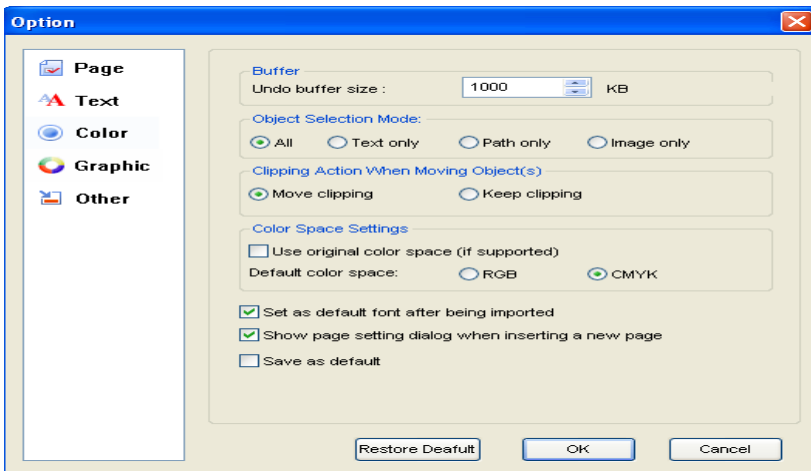 Option
Page
Text
Color
Graphic
Other
Buffer
Undo buffer size : 1000 KB
Object Selection Mode:
All Text only Path only Image only
Clipping Action When Moving Object(s)
Move clipping Keep clipping
Color Space Settings
Use original color space (if supported)
Default color space: RGB CMYK
Set as default font after being imported
Show page setting dialog when inserting a new page
Save as default
Restore Deafult OK Cancel